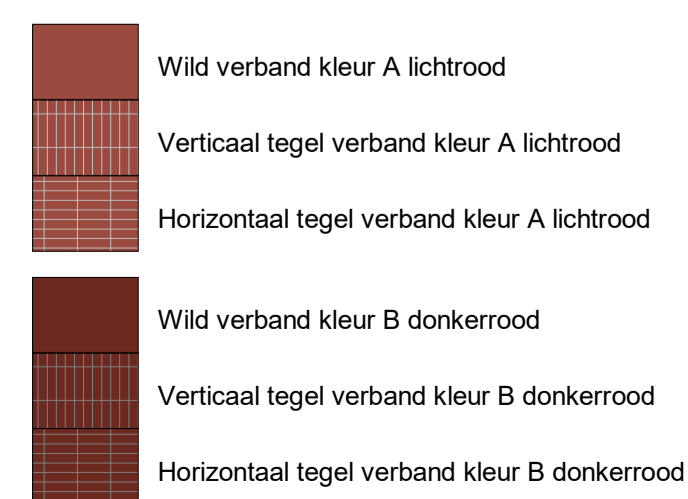 Wild verband kleur A lichtrood
Verticaal tegel verband kleur A lichtrood
Horizontaal tegel verband kleur A lichtrood
Wild verband kleur B donkerrood
Verticaal tegel verband kleur B donkerrood
Horizontaal tegel verband kleur B donkerrood